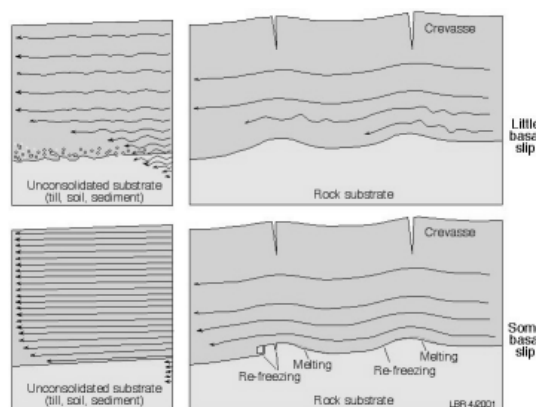 Crevasse
Unconsolidated substrate
(till, soil, sediment)
Rock substrate
Little
basal
slip
Crevasse
Melting
Melting
Re-freezing
Re-freezing
Unconsolidated substrate
(till, soil, sediment)
Rock substrate
LBR 4/2001
Some
basal
slip